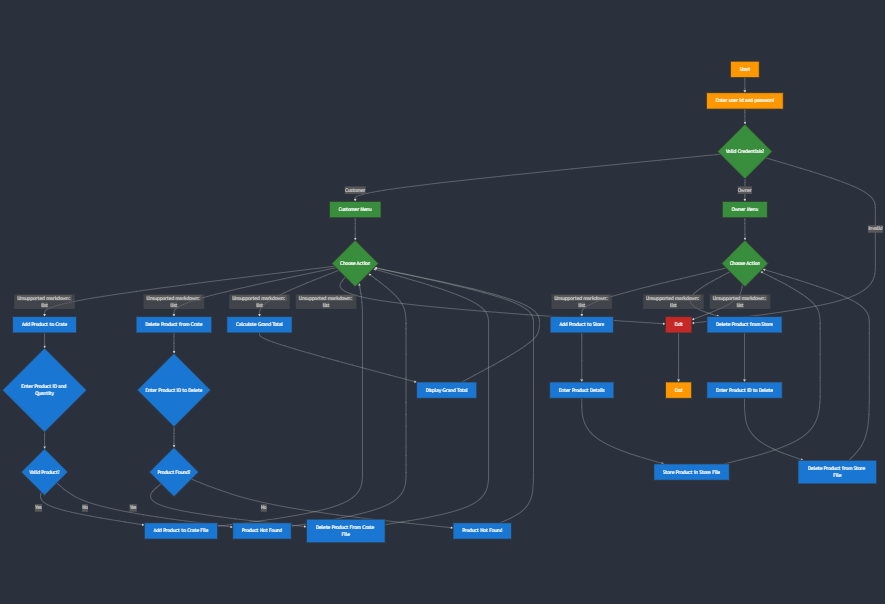 Start
Enter user id and password
Valid Credentials?
Customer
Owner
Invalid
Customer Menu
Owner Menu
Choose Action
Choose Action
Unsupported markdown:
list
Unsupported markdown:
list
Unsupported markdown:
list
Unsupported markdown:
list
Unsupported markdown:
list
Unsupported markdown:
list
Unsupported markdown:
list
Add Product to Crate
Delete Product from Crate
Calculate Grand Total
Add Product to Store
Exit
Delete Product from Store
Enter Product ID and
Quantity
Enter Product ID to Delete
Display Grand Total
Enter Product Details
End
Enter Product ID to Delete
Valid Product?
Product Found?
Store Product in Store File
Delete Product from Store
File
Yes
No
Yes
No
Add Product to Crate File
Product Not Found
Delete Product From Crate
File
Product Not Found